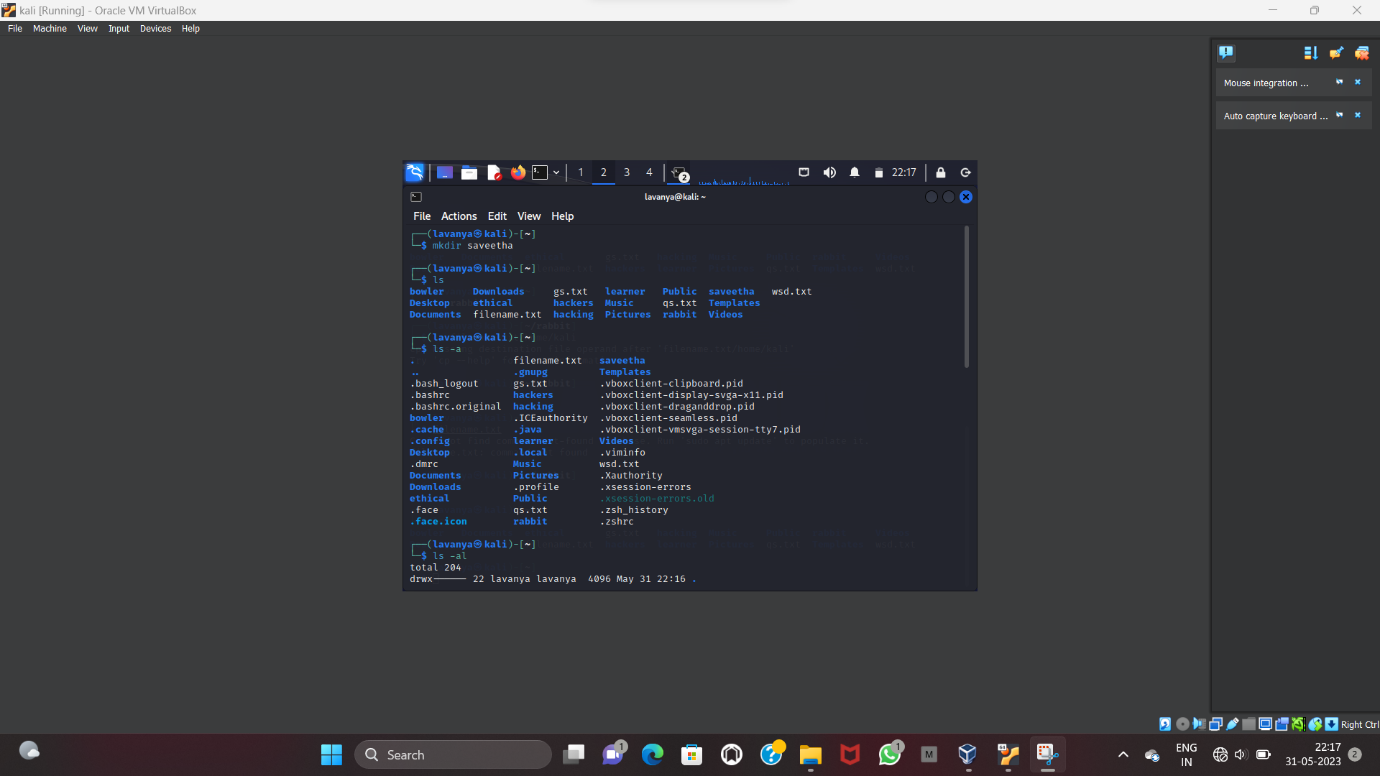 kali [Running] - Oracle VM VirtualBox
File Machine View Input Devices Help
Mouse integration ...
Auto capture keyboard ...
1 2 3 4 2 22:17
lavanya@kali: ~
File Actions Edit View Help
┌──(lavanya㉿kali)-[~]
└─$ mkdir saveetha
┌──(lavanya㉿kali)-[~]
└─$ ls
bowler Downloads gs.txt learner Public saveetha wsd.txt
Desktop ethical hackers Music qs.txt Templates
Documents filename.txt hacking Pictures rabbit Videos
┌──(lavanya㉿kali)-[~]
└─$ ls -a
. filename.txt saveetha
.. .gnupg Templates
.bash_logout gs.txt .vboxclient-clipboard.pid
.bashrc hackers .vboxclient-display-svga-x11.pid
.bashrc.original hacking .vboxclient-draganddrop.pid
bowler .ICEauthority .vboxclient-seamless.pid
.cache .java .vboxclient-vmsvga-session-tty7.pid
.config learner Videos
Desktop .local .viminfo
.dmrc Music wsd.txt
Documents Pictures .Xauthority
Downloads .profile .xsession-errors
ethical Public .xsession-errors.old
.face qs.txt .zsh_history
.face.icon rabbit .zshrc
┌──(lavanya㉿kali)-[~]
└─$ ls -al
total 204
drwx────── 22 lavanya lavanya 4096 May 31 22:16 .
Right Ctrl
Search
1
1
M
ENG
IN
22:17
31-05-2023
2